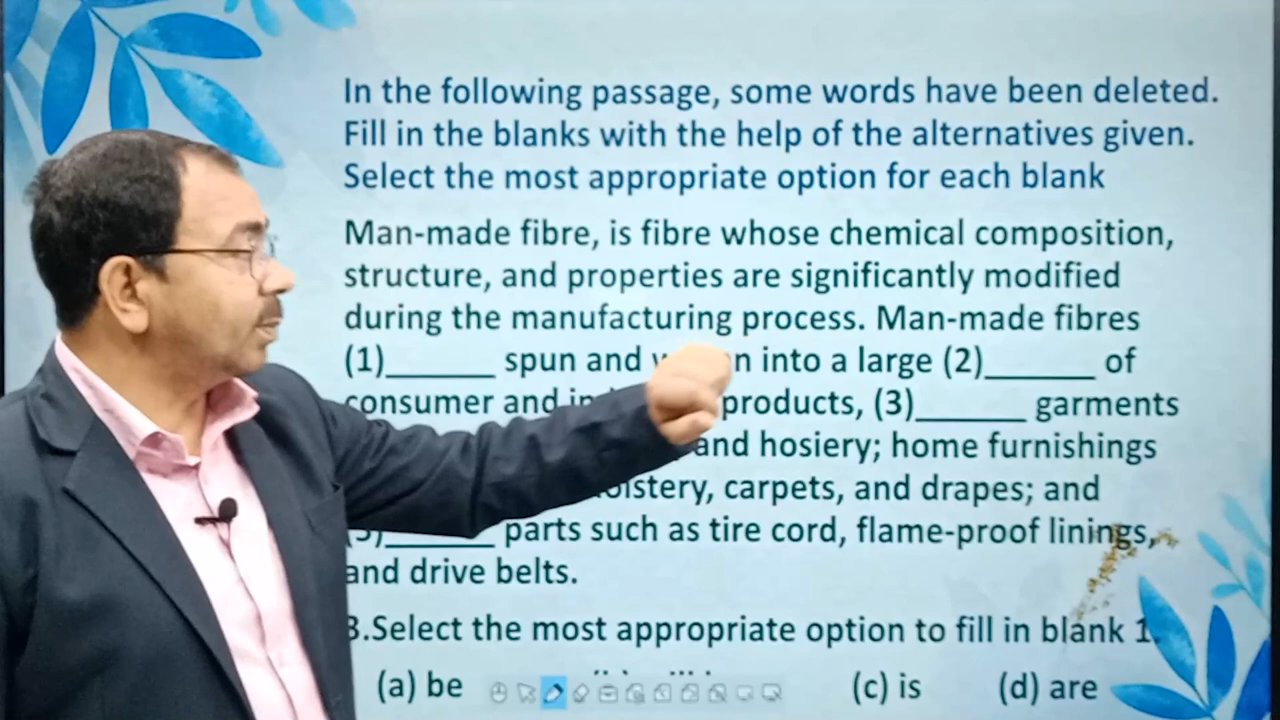 In the following passage, some words have been deleted.
Fill in the blanks with the help of the alternatives given.
Select the most appropriate option for each blank
Man-made fibre, is fibre whose chemical composition,
structure, and properties are significantly modified
during the manufacturing process. Man-made fibres
(1)______ spun and into a large (2)______ of
consumer and products, (3)______ garments
and hosiery; home furnishings
carpets, and drapes; and
______ parts such as tire cord, flame-proof linings,
and drive belts.
3.Select the most appropriate option to fill in blank 1.
(a) be (c) is (d) are